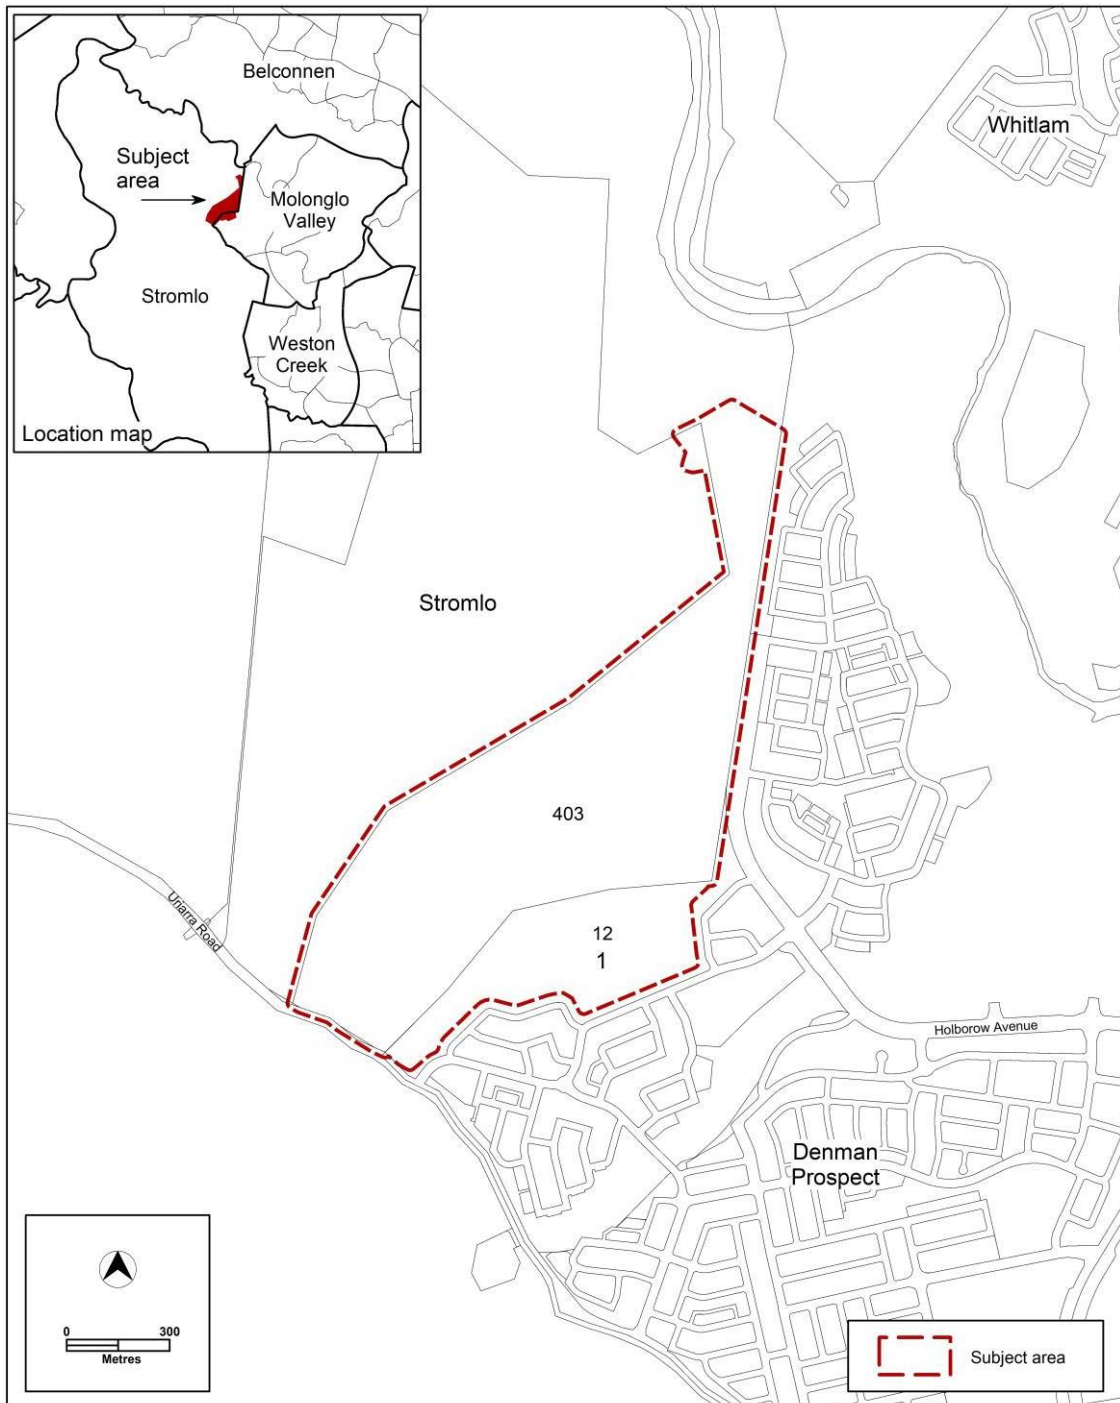 Belconnen
Subject
area
Molonglo
Valley
Stromlo
Weston
Creek
Location map
Whitlam
Stromlo
403
12
1
Uriarra Road
Holborow Avenue
Denman
Prospect
0 300
Metres
Subject area